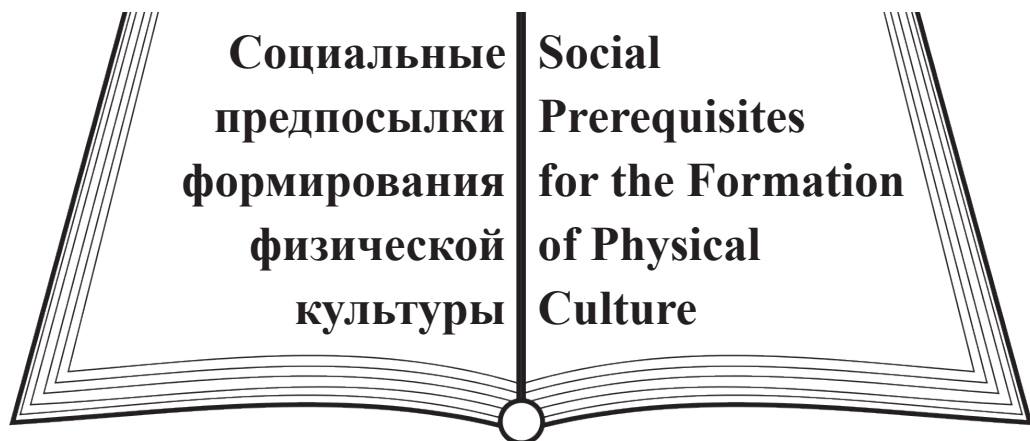 Социальные
предпосылки
формирования
физической
культуры
Social
Prerequisites
for the Formation
of Physical
Culture